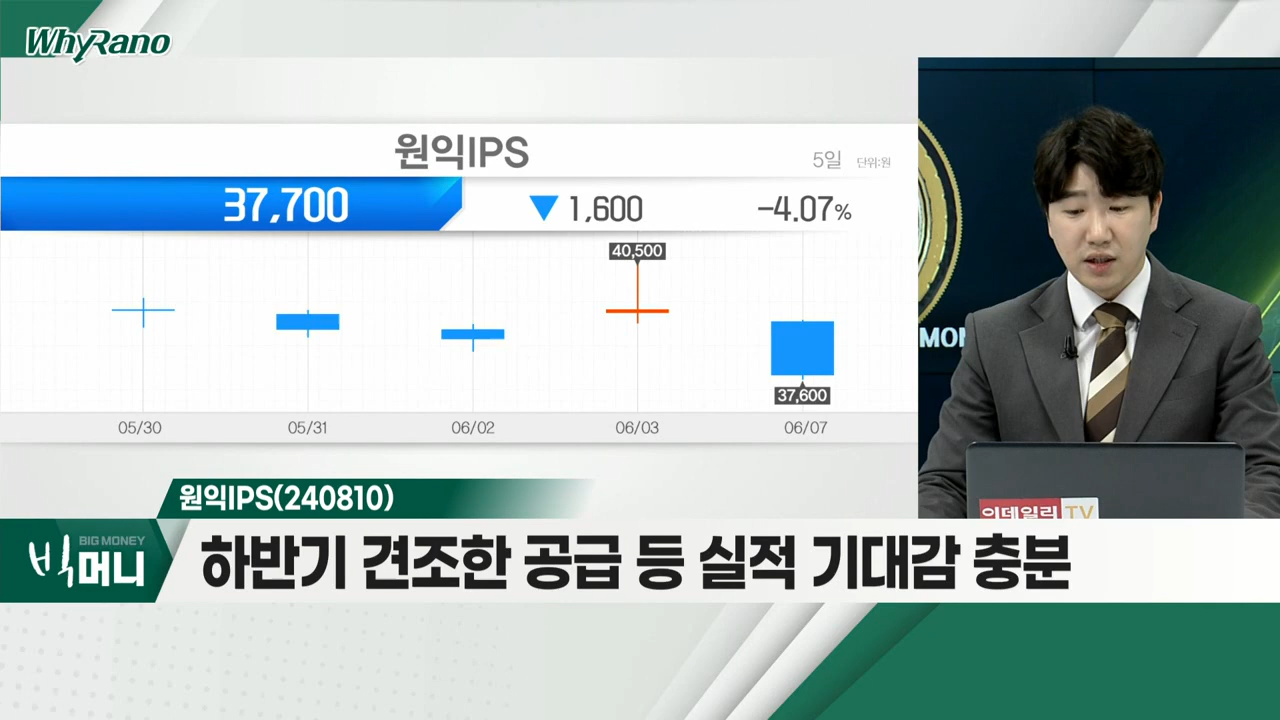 WhyRano
원익IPS
5일 단위:원
37,700 ▼ 1,600 -4.07%
40,500
37,600
05/30 05/31 06/02 06/03 06/07
MON
이데일리TV
원익IPS(240810)
BIG MONEY
빅머니
하반기 견조한 공급 등 실적 기대감 충분